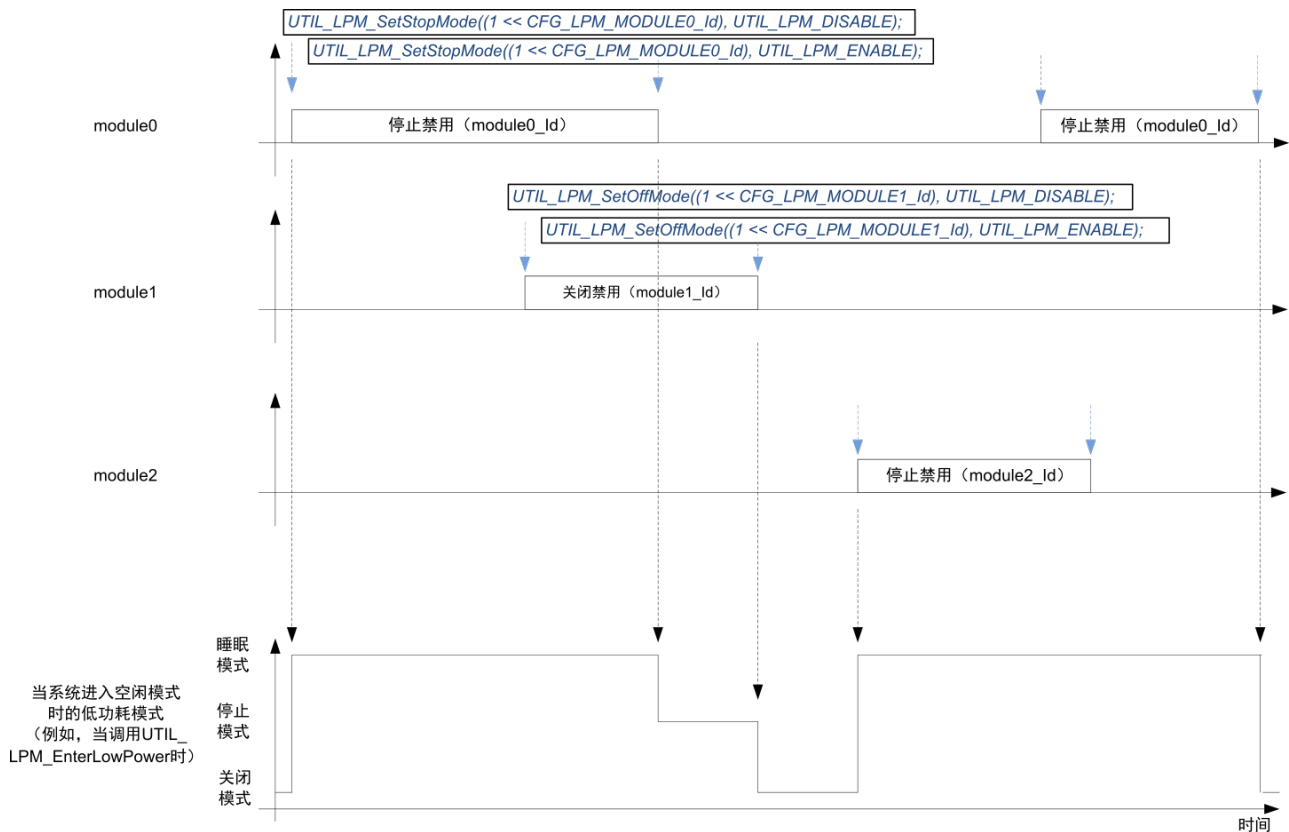 UTIL_LPM_SetStopMode((1 << CFG_LPM_MODULE0_Id), UTIL_LPM_DISABLE);
UTIL_LPM_SetStopMode((1 << CFG_LPM_MODULE0_Id), UTIL_LPM_ENABLE);
module0
停止禁用（module0_Id）
停止禁用（module0_Id）
UTIL_LPM_SetOffMode((1 << CFG_LPM_MODULE1_Id), UTIL_LPM_DISABLE);
UTIL_LPM_SetOffMode((1 << CFG_LPM_MODULE1_Id), UTIL_LPM_ENABLE);
module1
关闭禁用（module1_Id）
module2
停止禁用（module2_Id）
当系统进入空闲模式
时的低功耗模式
（例如，当调用UTIL_
LPM_EnterLowPower时）
睡眠
模式
停止
模式
关闭
模式
时间